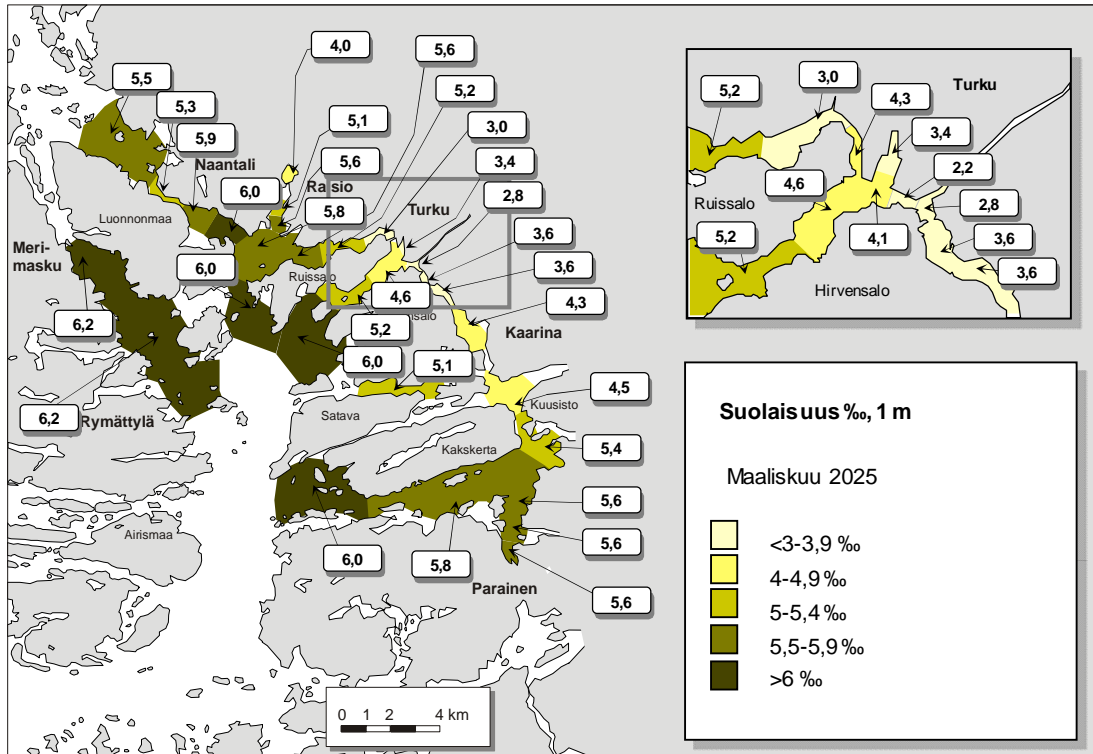 4,0
5,6
5,5
5,2
5,3
5,1
3,0
5,9
Naantali
5,6
3,4
Raisio
6,0
5,8
Turku
2,8
Luonnonmaa
3,6
Meri-
masku
6,0
Ruissalo
3,6
4,6
4,3
6,2
5,2
Kaarina
6,0
5,1
4,5
6,2
Rymättylä
Satava
Kuusisto
Kakskerta
5,4
5,6
Airismaa
6,0
5,8
5,6
Parainen
5,6
0 1 2 4 km
3,0
Turku
5,2
4,3
3,4
4,6
2,2
Ruissalo
2,8
5,2
4,1
3,6
Hirvensalo
3,6
Suolaisuus ‰, 1 m
Maaliskuu 2025
<3-3,9 ‰
4-4,9 ‰
5-5,4 ‰
5,5-5,9 ‰
>6 ‰